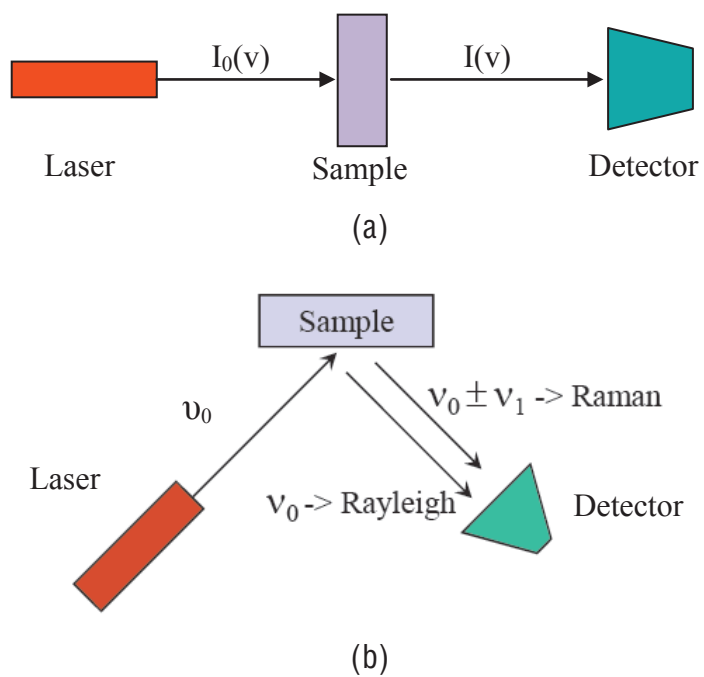 I₀(v)
I(v)
Laser
Sample
Detector
(a)
Sample
ν₀ ± ν₁ -> Raman
υ₀
Laser
ν₀ -> Rayleigh
Detector
(b)